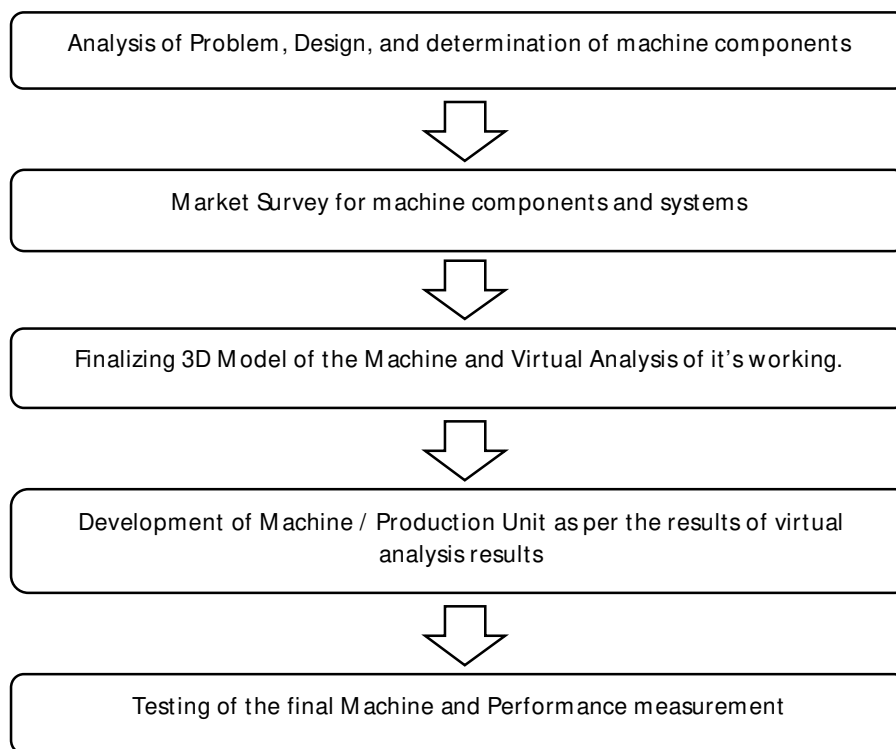 Analysis of Problem, Design, and determination of machine components
Market Survey for machine components and systems
Finalizing 3D Model of the Machine and Virtual Analysis of it’s working.
Development of Machine / Production Unit as per the results of virtual
analysis results
Testing of the final Machine and Performance measurement